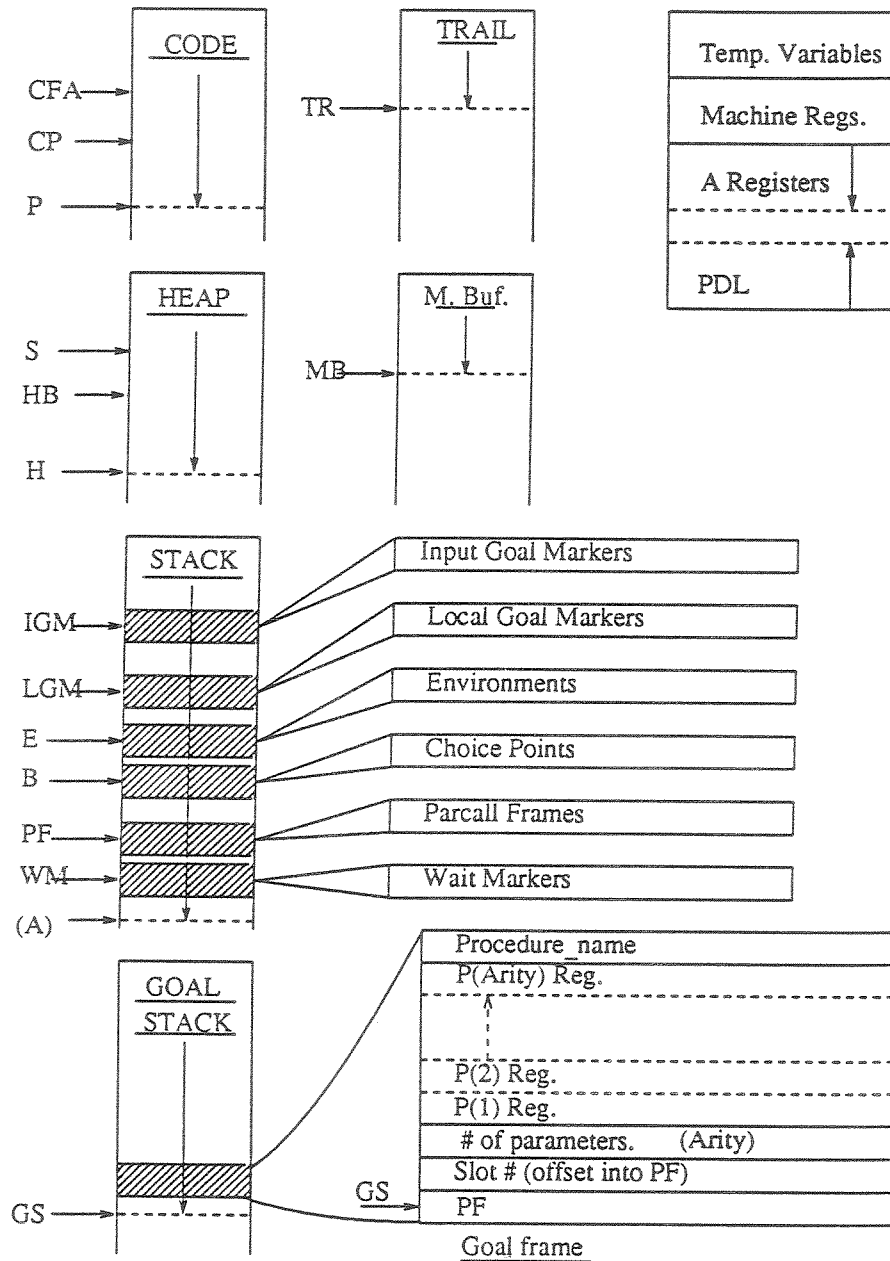 CODE
CFA
CP
P
TRAIL
TR
Temp. Variables
Machine Regs.
A Registers
PDL
HEAP
S
HB
H
M. Buf.
MB
STACK
IGM
LGM
E
B
PF
WM
(A)
Input Goal Markers
Local Goal Markers
Environments
Choice Points
Parcall Frames
Wait Markers
GOAL
STACK
GS
Procedure_name
P(Arity) Reg.
P(2) Reg.
P(1) Reg.
# of parameters. (Arity)
Slot # (offset into PF)
GS
PF
Goal frame